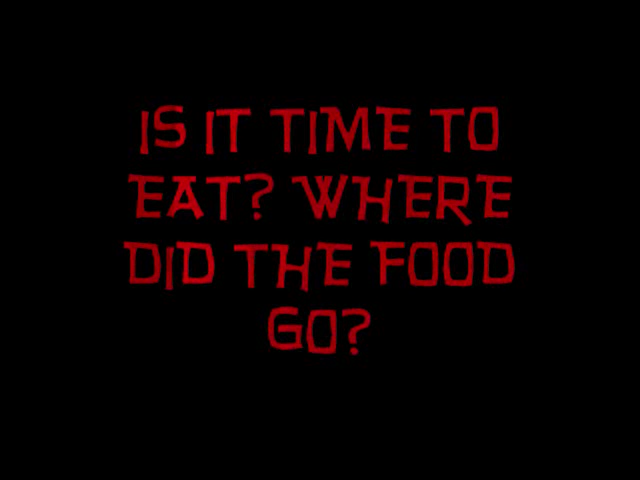 IS IT TIME TO
EAT? WHERE
DID THE FOOD
GO?